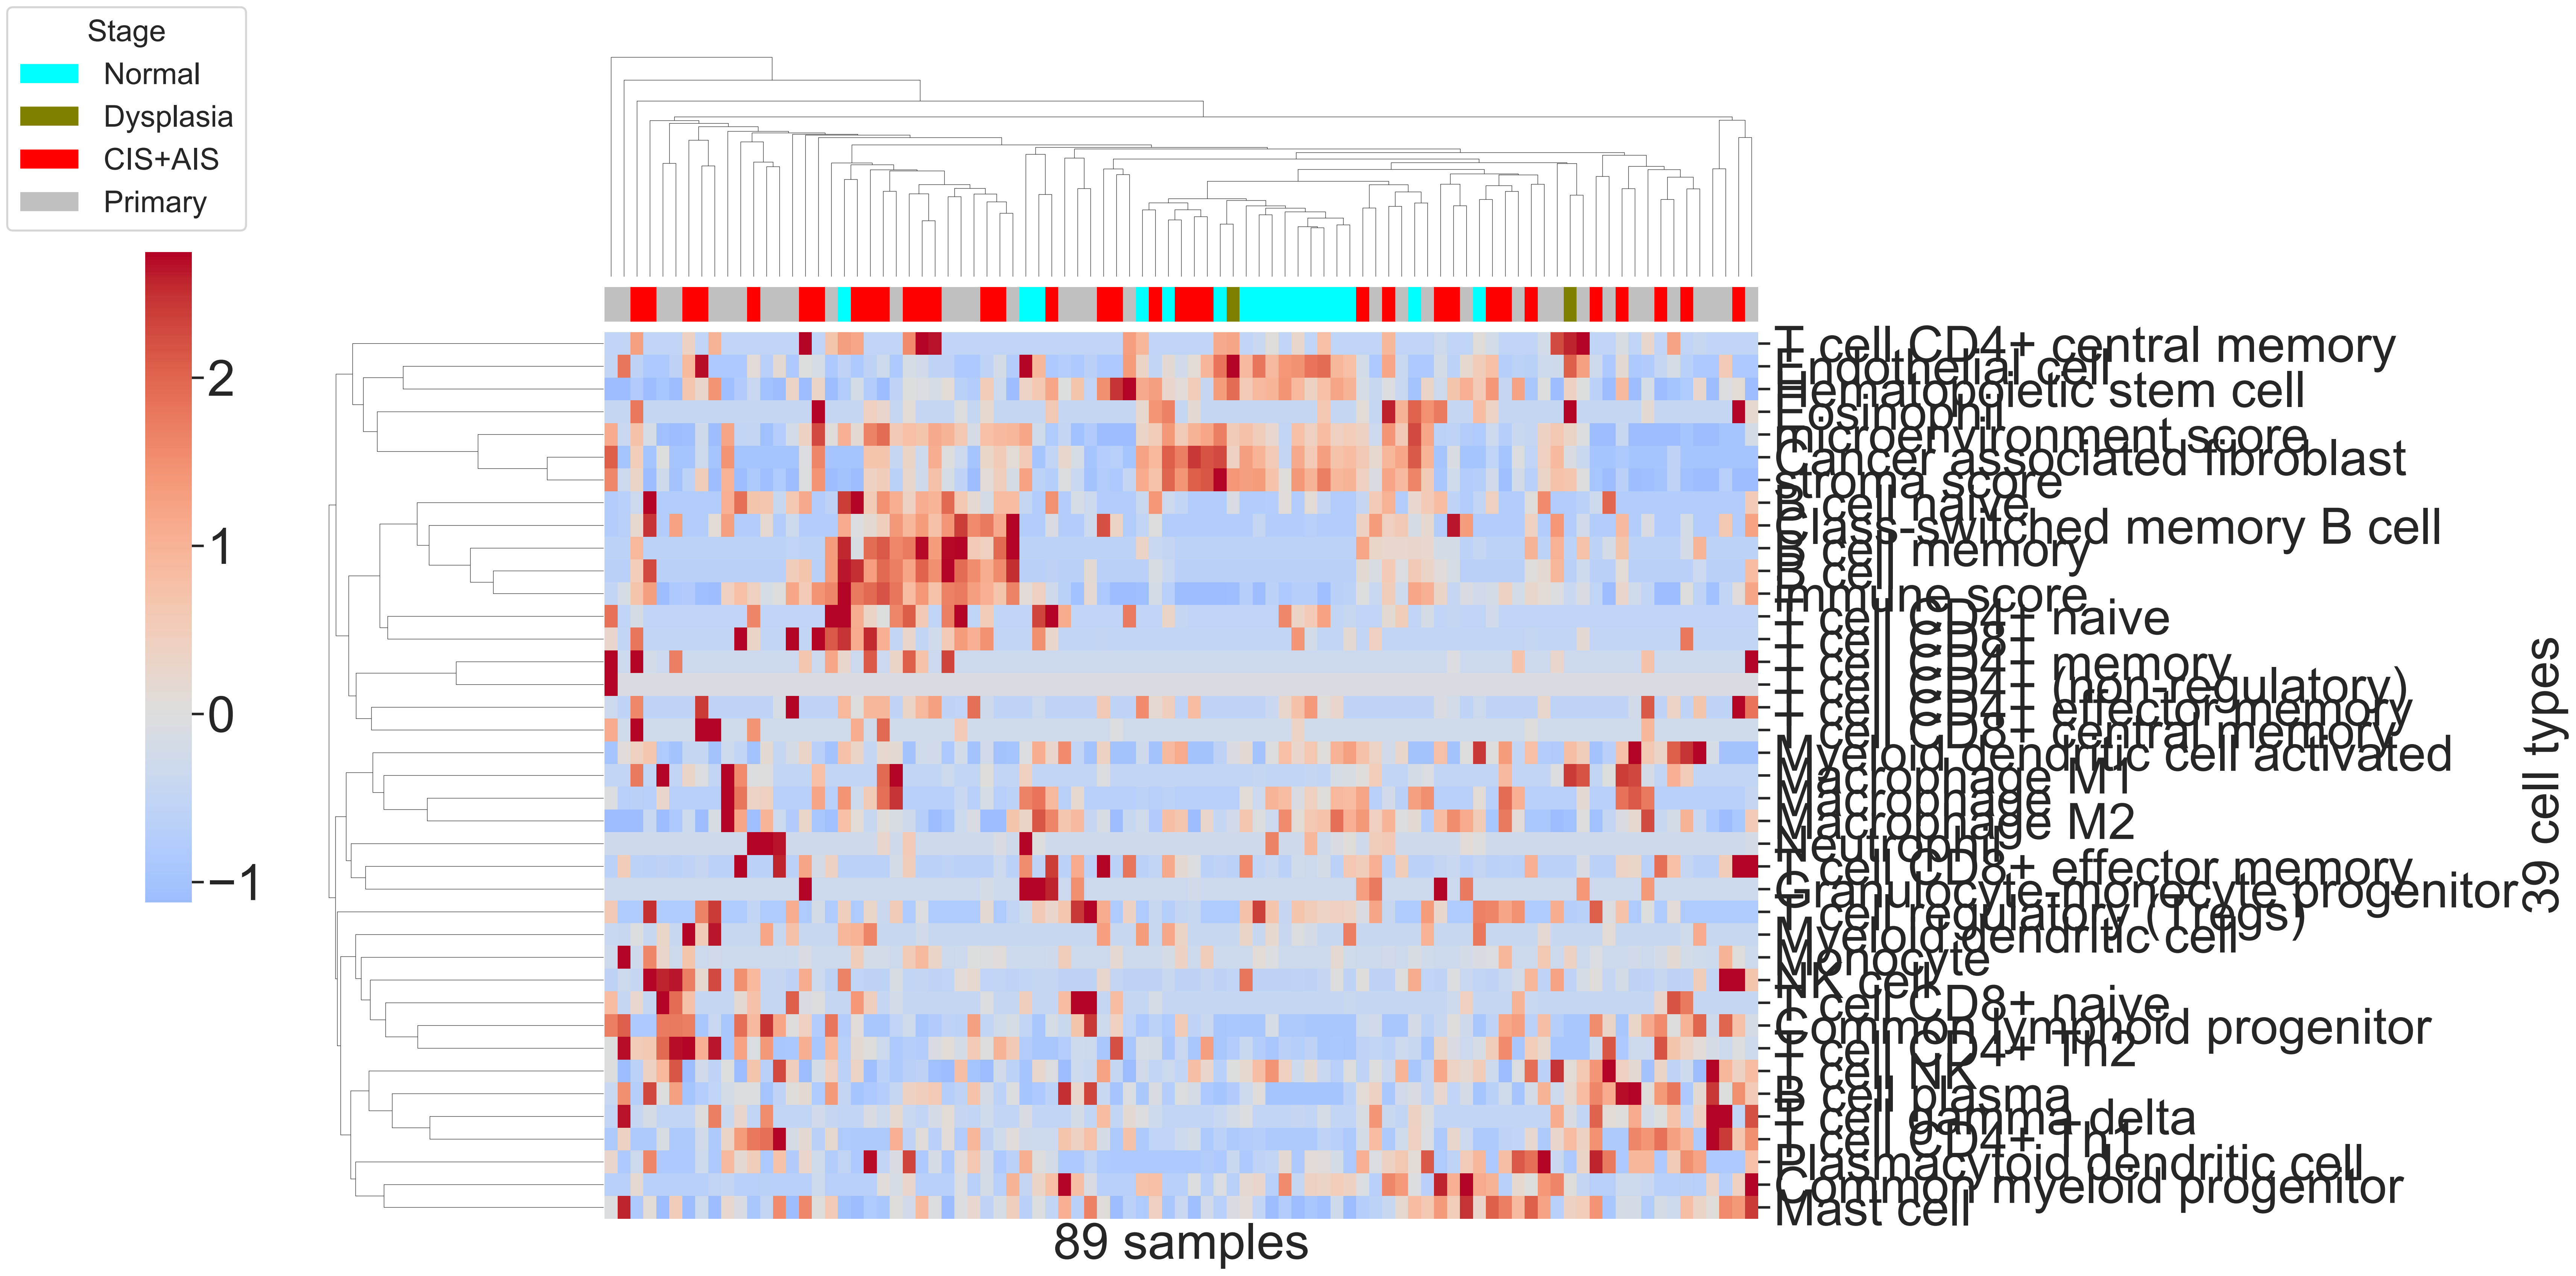 Stage
Normal
Dysplasia
CIS+AIS
Primary
2
1
0
−1
T cell CD4+ central memory
Endothelial cell
Hematopoietic stem cell
Eosinophil
microenvironment score
Cancer associated fibroblast
stroma score
B cell naive
Class-switched memory B cell
B cell memory
B cell
immune score
T cell CD4+ naive
T cell CD8+
T cell CD4+ memory
T cell CD4+ (non-regulatory)
T cell CD4+ effector memory
T cell CD8+ central memory
Myeloid dendritic cell activated
Macrophage M1
Macrophage
Macrophage M2
Neutrophil
T cell CD8+ effector memory
Granulocyte-monocyte progenitor
T cell regulatory (Tregs)
Myeloid dendritic cell
Monocyte
NK cell
T cell CD8+ naive
Common lymphoid progenitor
T cell CD4+ Th2
T cell NK
B cell plasma
T cell gamma delta
T cell CD4+ Th1
Plasmacytoid dendritic cell
Common myeloid progenitor
Mast cell
39 cell types
89 samples